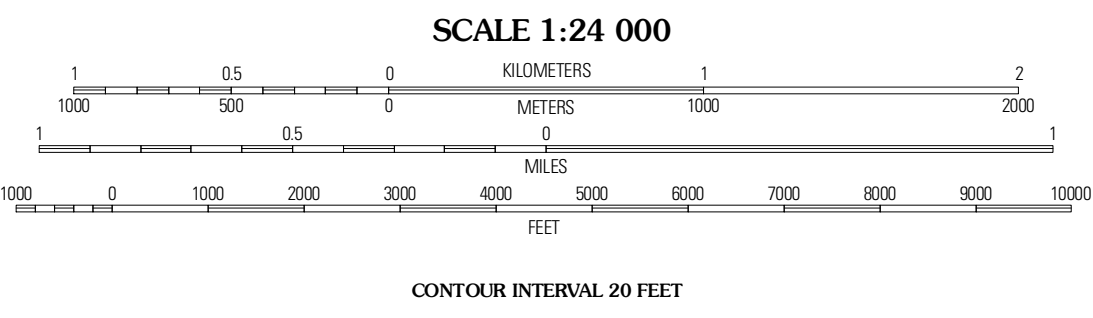 SCALE 1:24 000
1 0.5 0 KILOMETERS 1 2
1000 500 0 METERS 1000 2000
1 0.5 0 1
MILES
1000 0 1000 2000 3000 4000 5000 6000 7000 8000 9000 10000
FEET
CONTOUR INTERVAL 20 FEET